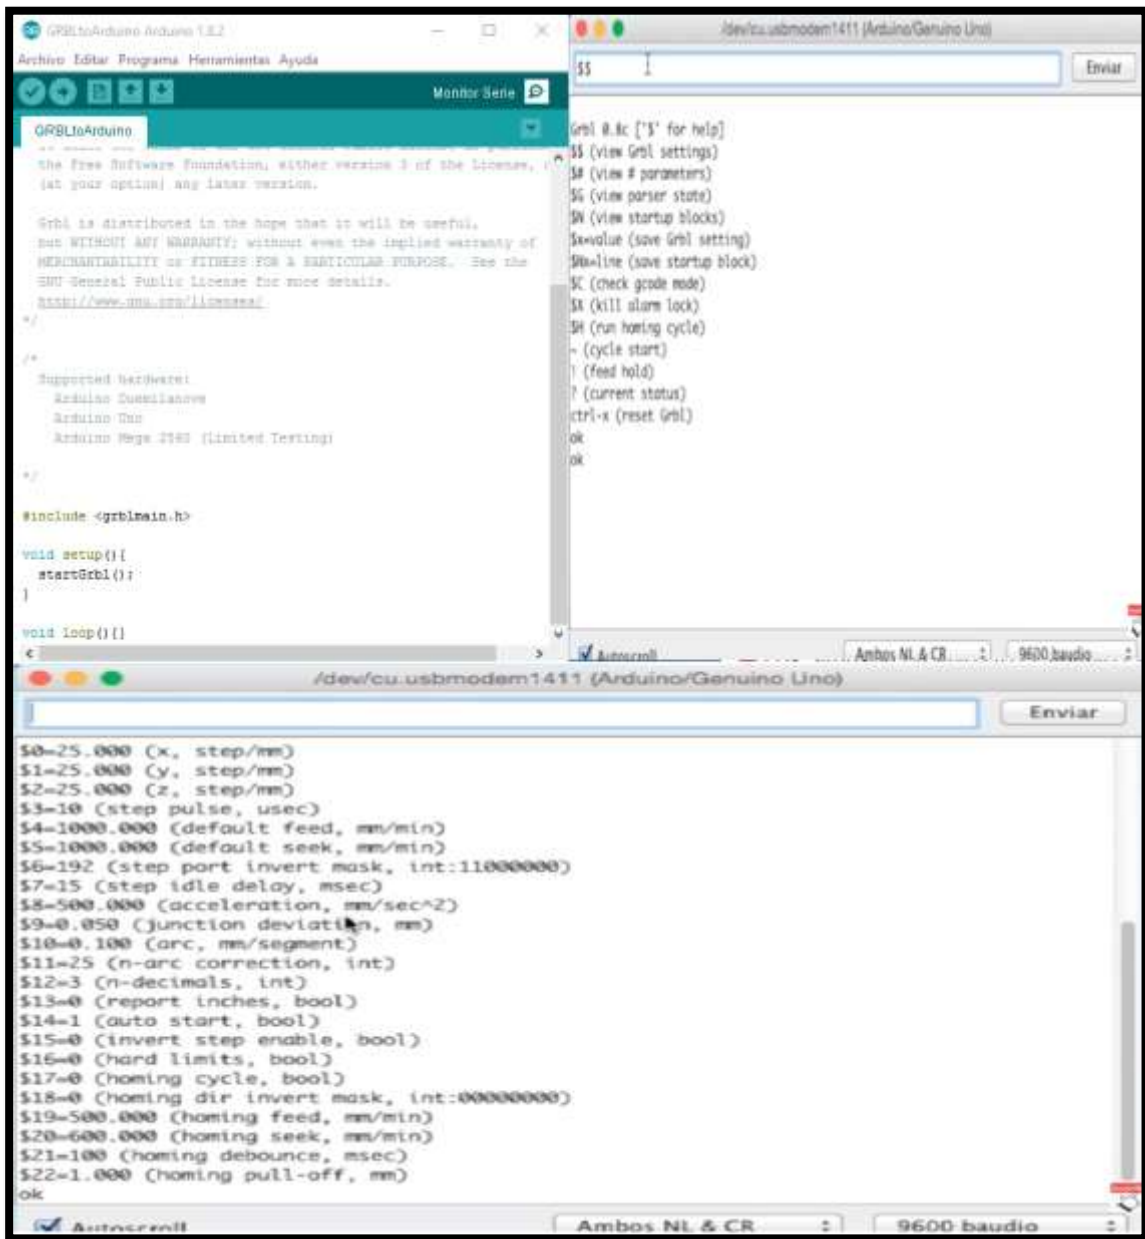 GRBLtoArduino Arduino 1.8.2
Archivo Editar Programa Herramientas Ayuda
Monitor Serie
GRBLtoArduino
the Free Software Foundation, either version 3 of the License,
(at your option) any later version.
Grbl is distributed in the hope that it will be useful,
but WITHOUT ANY WARRANTY; without even the implied warranty of
MERCHANTABILITY or FITNESS FOR A PARTICULAR PURPOSE. See the
GNU General Public License for more details.
http://www.gnu.org/licenses/
*/
/*
Supported hardware:
Arduino Duemilanove
Arduino Uno
Arduino Mega 2560 (Limited Testing)
*/
#include <grblmain.h>
void setup(){
startGrbl();
}
void loop(){}
/dev/cu.usbmodem1411 (Arduino/Genuino Uno)
$$
Enviar
Grbl 0.8c ['$' for help]
$$ (view Grbl settings)
$# (view # parameters)
$G (view parser state)
$N (view startup blocks)
$x=value (save Grbl setting)
$Nx=line (save startup block)
$C (check gcode mode)
$X (kill alarm lock)
$H (run homing cycle)
~ (cycle start)
! (feed hold)
? (current status)
ctrl-x (reset Grbl)
ok
ok
Autoscroll
Ambos NL & CR
9600 baudio
/dev/cu.usbmodem1411 (Arduino/Genuino Uno)
Enviar
$0=25.000 (x, step/mm)
$1=25.000 (y, step/mm)
$2=25.000 (z, step/mm)
$3=10 (step pulse, usec)
$4=1000.000 (default feed, mm/min)
$5=1000.000 (default seek, mm/min)
$6=192 (step port invert mask, int:11000000)
$7=15 (step idle delay, msec)
$8=500.000 (acceleration, mm/sec^2)
$9=0.050 (junction deviation, mm)
$10=0.100 (arc, mm/segment)
$11=25 (n-arc correction, int)
$12=3 (n-decimals, int)
$13=0 (report inches, bool)
$14=1 (auto start, bool)
$15=0 (invert step enable, bool)
$16=0 (hard limits, bool)
$17=0 (homing cycle, bool)
$18=0 (homing dir invert mask, int:00000000)
$19=500.000 (homing feed, mm/min)
$20=600.000 (homing seek, mm/min)
$21=100 (homing debounce, msec)
$22=1.000 (homing pull-off, mm)
ok
Autoscroll
Ambos NL & CR
9600 baudio